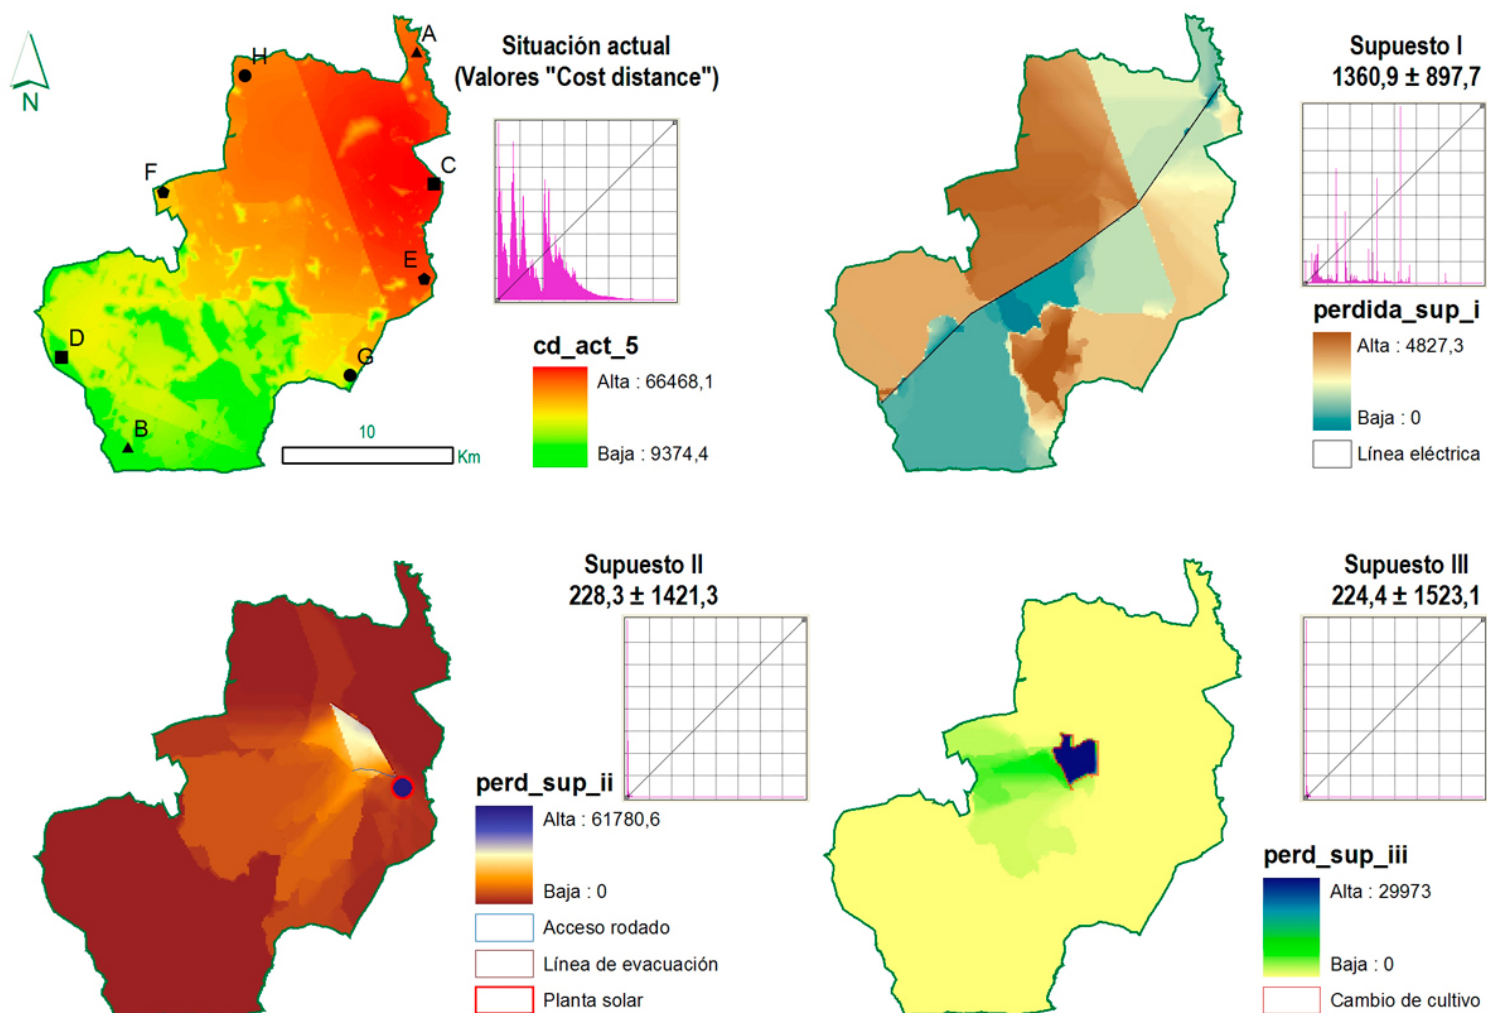 N
Situación actual
(Valores "Cost distance")
A
H
F
C
E
D
G
B
cd_act_5
Alta : 66468,1
Baja : 9374,4
10
Km
Supuesto I
1360,9 ± 897,7
perdida_sup_i
Alta : 4827,3
Baja : 0
Línea eléctrica
Supuesto II
228,3 ± 1421,3
perd_sup_ii
Alta : 61780,6
Baja : 0
Acceso rodado
Línea de evacuación
Planta solar
Supuesto III
224,4 ± 1523,1
perd_sup_iii
Alta : 29973
Baja : 0
Cambio de cultivo